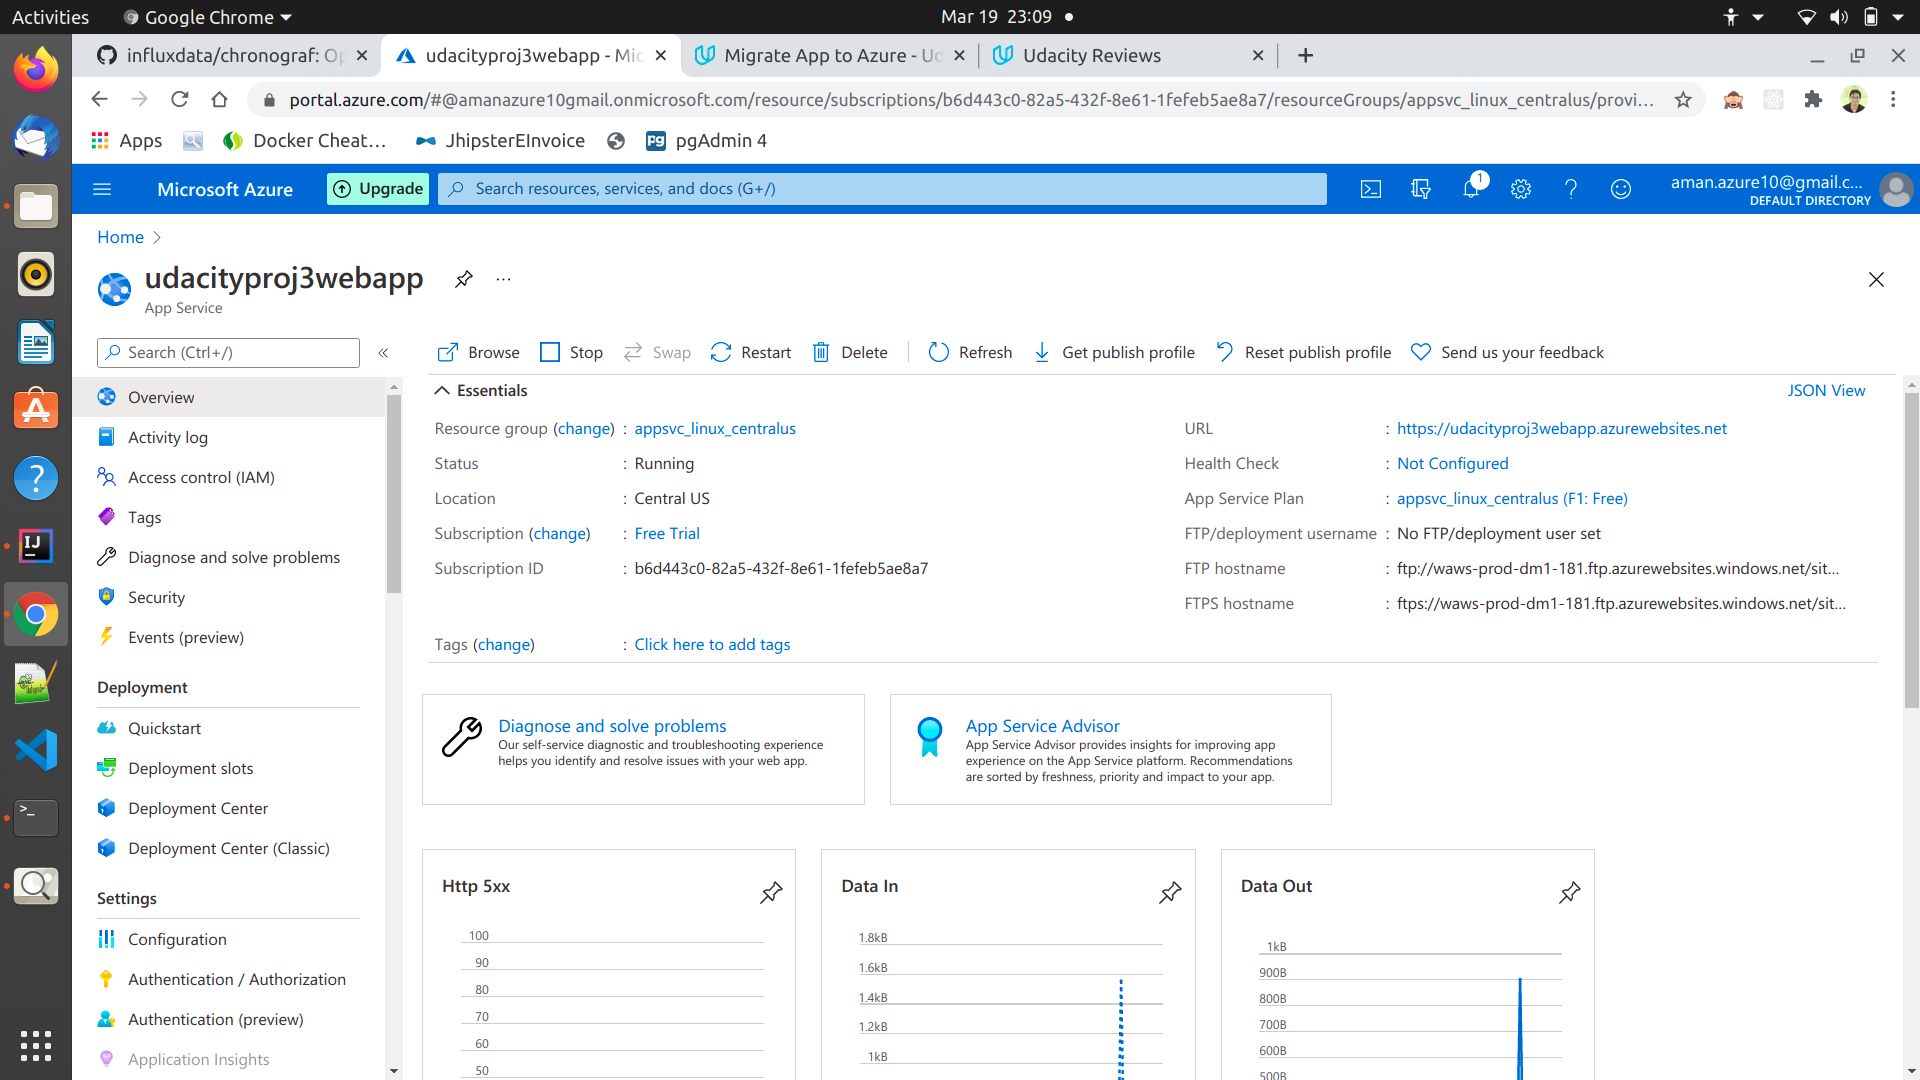 Activities
Google Chrome
Mar 19 23:09
influxdata/chronograf: Op
udacityproj3webapp - Mic
Migrate App to Azure - Ud
Udacity Reviews
portal.azure.com/#@amanazure10gmail.onmicrosoft.com/resource/subscriptions/b6d443c0-82a5-432f-8e61-1fefeb5ae8a7/resourceGroups/appsvc_linux_centralus/provi...
Apps
Docker Cheat...
JhipsterEInvoice
pg
pgAdmin 4
Microsoft Azure
Upgrade
Search resources, services, and docs (G+/)
1
aman.azure10@gmail.c...
DEFAULT DIRECTORY
Home
udacityproj3webapp
App Service
Search (Ctrl+/)
Browse
Stop
Swap
Restart
Delete
Refresh
Get publish profile
Reset publish profile
Send us your feedback
Overview
Activity log
Access control (IAM)
Tags
Diagnose and solve problems
Security
Events (preview)
Deployment
Quickstart
Deployment slots
Deployment Center
Deployment Center (Classic)
Settings
Configuration
Authentication / Authorization
Authentication (preview)
Application Insights
Essentials
JSON View
Resource group (change) : appsvc_linux_centralus
Status : Running
Location : Central US
Subscription (change) : Free Trial
Subscription ID : b6d443c0-82a5-432f-8e61-1fefeb5ae8a7
URL : https://udacityproj3webapp.azurewebsites.net
Health Check : Not Configured
App Service Plan : appsvc_linux_centralus (F1: Free)
FTP/deployment username : No FTP/deployment user set
FTP hostname : ftp://waws-prod-dm1-181.ftp.azurewebsites.windows.net/sit...
FTPS hostname : ftps://waws-prod-dm1-181.ftp.azurewebsites.windows.net/sit...
Tags (change) : Click here to add tags
Diagnose and solve problems
Our self-service diagnostic and troubleshooting experience
helps you identify and resolve issues with your web app.
App Service Advisor
App Service Advisor provides insights for improving app
experience on the App Service platform. Recommendations
are sorted by freshness, priority and impact to your app.
Http 5xx
100
90
80
70
60
50
Data In
1.8kB
1.6kB
1.4kB
1.2kB
1kB
Data Out
1kB
900B
800B
700B
600B
500B
IJ